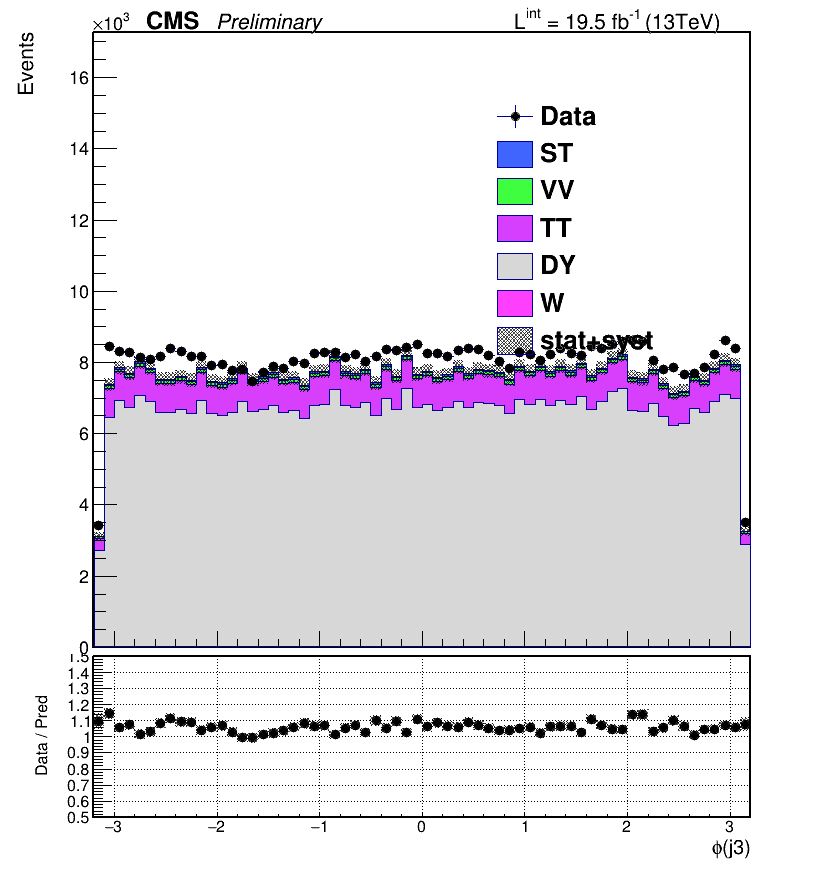 ×10³ CMS Preliminary L^int = 19.5 fb⁻¹ (13TeV)
Events
16
14
12
10
8
6
4
2
0
Data
ST
VV
TT
DY
W
stat+syst
Data / Pred
1.5
1.4
1.3
1.2
1.1
1
0.9
0.8
0.7
0.6
0.5
−3 −2 −1 0 1 2 3
ϕ(j3)